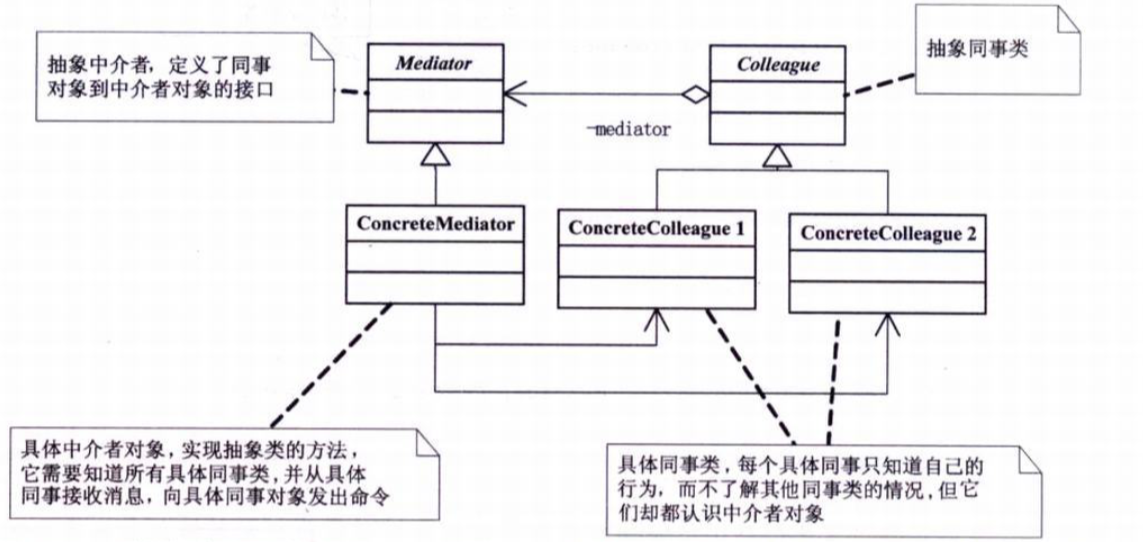 抽象中介者，定义了同事
对象到中介者对象的接口
Mediator
Colleague
抽象同事类
-mediator
ConcreteMediator
ConcreteColleague 1
ConcreteColleague 2
具体中介者对象，实现抽象类的方法，
它需要知道所有具体同事类，并从具体
同事接收消息，向具体同事对象发出命令
具体同事类，每个具体同事只知道自己的
行为，而不了解其他同事类的情况，但它
们却都认识中介者对象